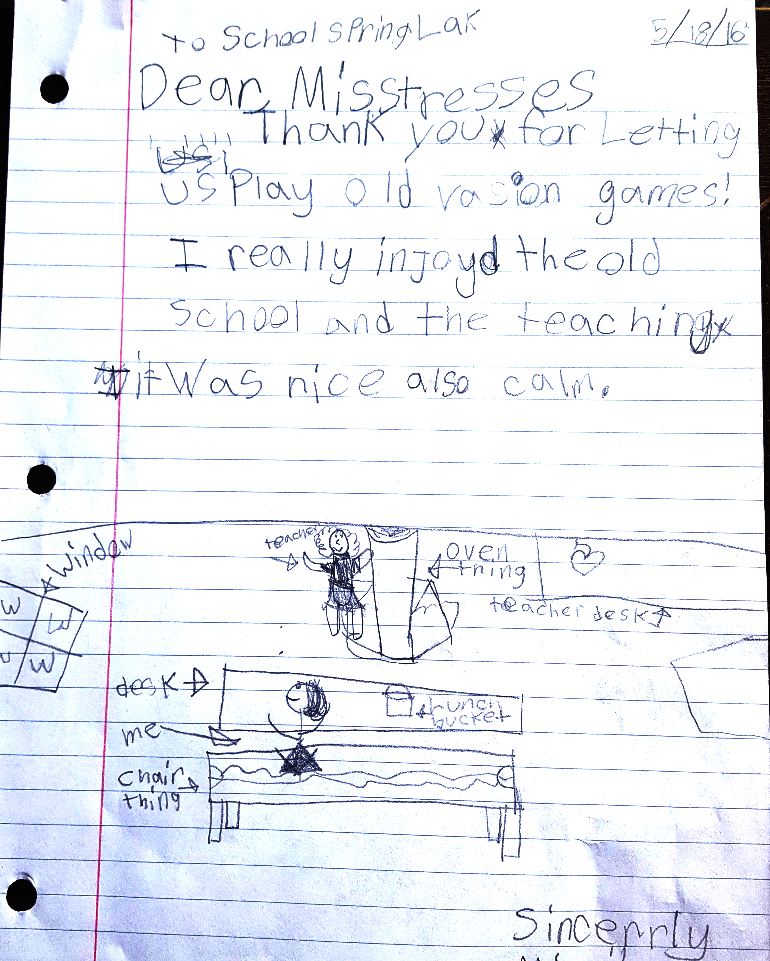 To School Spring Lak
5/18/16
Dear Misstresses
Thank you for Letting
us Play old vasion games!
I really injoyd the old
School and the teaching
it was nice also calm.
Window
W
W
teacher
oven
thing
teacher desk
desk
Lunch
bucket
me
chair
thing
Sincerrly